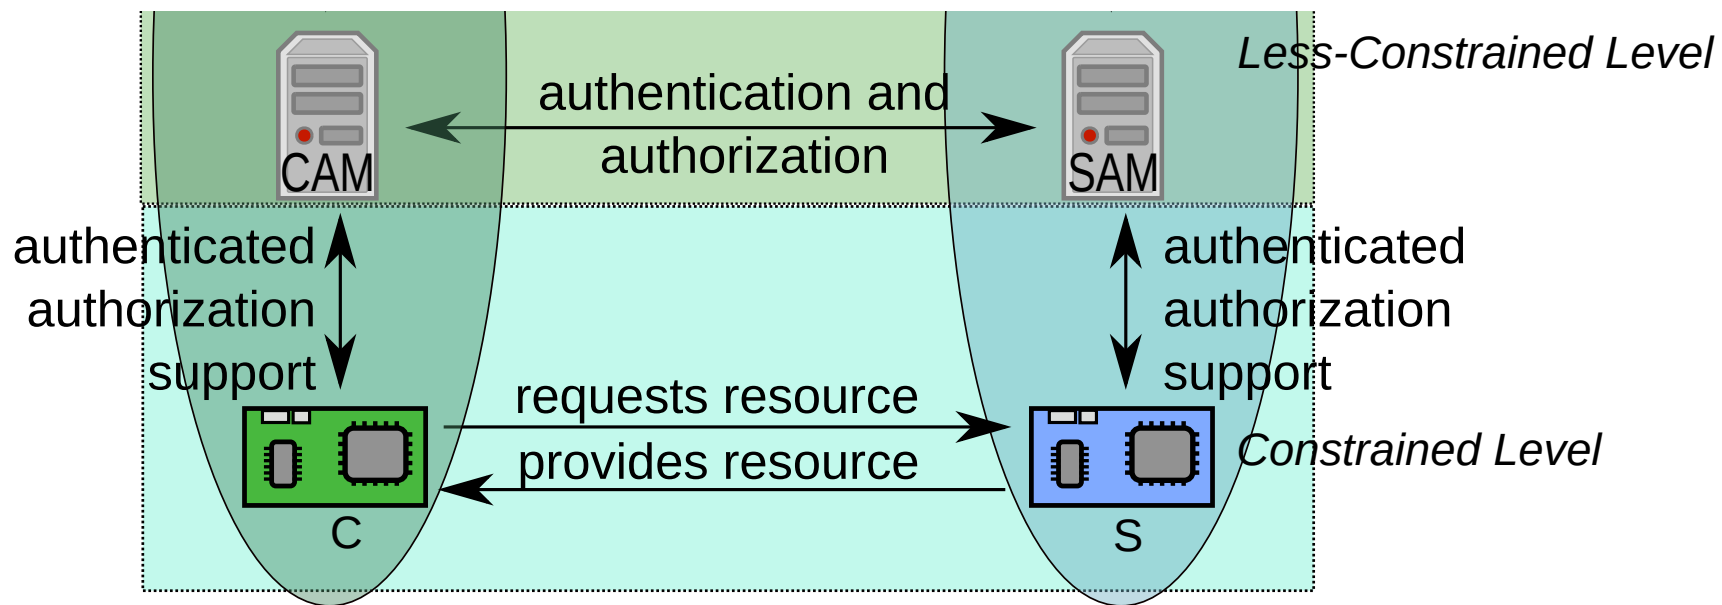 Less-Constrained Level
authentication and
authorization
CAM
SAM
authenticated
authorization
support
authenticated
authorization
support
requests resource
provides resource
Constrained Level
C
S